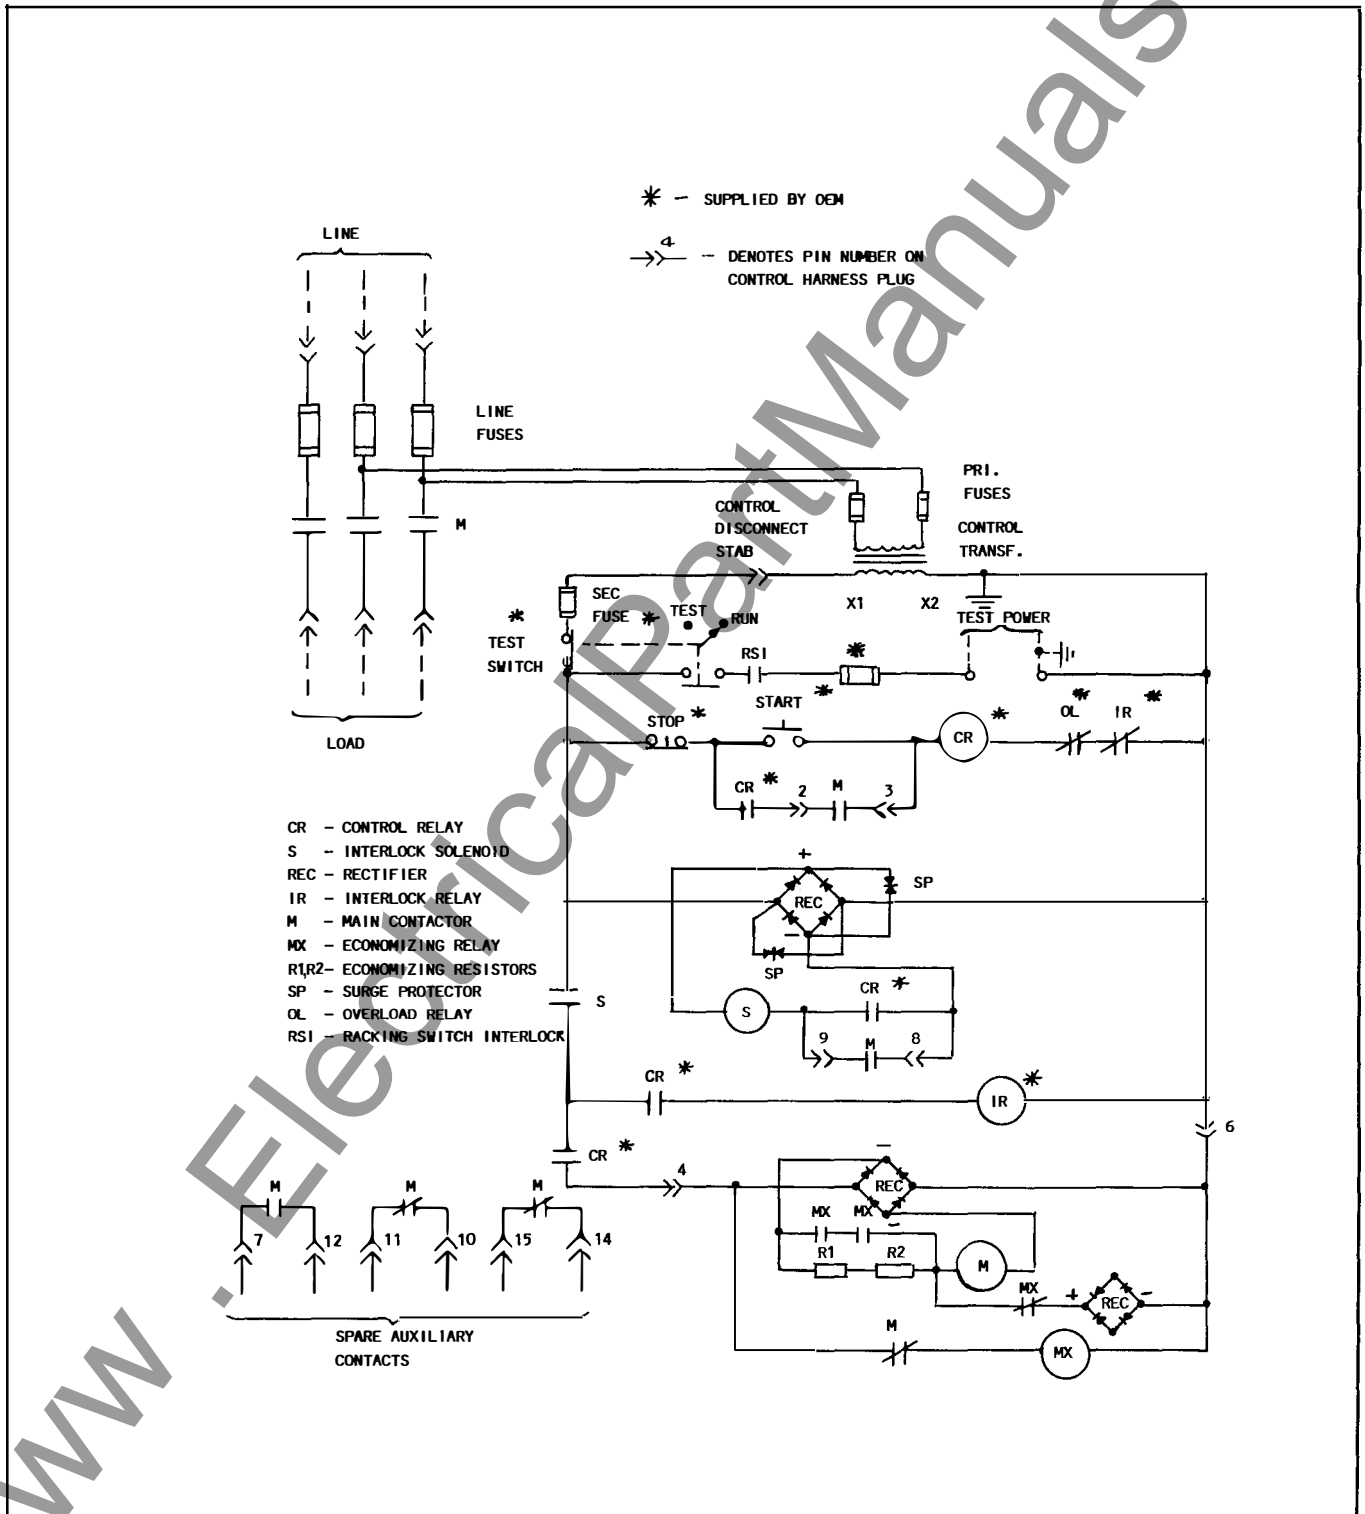 * - SUPPLIED BY OEM
4
- DENOTES PIN NUMBER ON
CONTROL HARNESS PLUG
LINE
LINE
FUSES
M
LOAD
PRI.
FUSES
CONTROL
DISCONNECT
STAB
CONTROL
TRANSF.
X1
X2
SEC
FUSE
*
*
TEST
RUN
TEST
SWITCH
TEST POWER
RSI
*
START
*
STOP
*
CR
*
OL
*
IR
*
CR
*
2
M
3
CR - CONTROL RELAY
S - INTERLOCK SOLENOID
REC - RECTIFIER
IR - INTERLOCK RELAY
M - MAIN CONTACTOR
MX - ECONOMIZING RELAY
R1,R2- ECONOMIZING RESISTORS
SP - SURGE PROTECTOR
OL - OVERLOAD RELAY
RSI - RACKING SWITCH INTERLOCK
+
REC
SP
-
SP
S
S
CR
*
9
M
8
CR
*
IR
*
6
CR
*
4
-
REC
-
MX
MX
R1
R2
M
MX
+
REC
-
M
MX
M
M
M
7
12
11
10
15
14
SPARE AUXILIARY
CONTACTS
www.ElectricalPartManuals